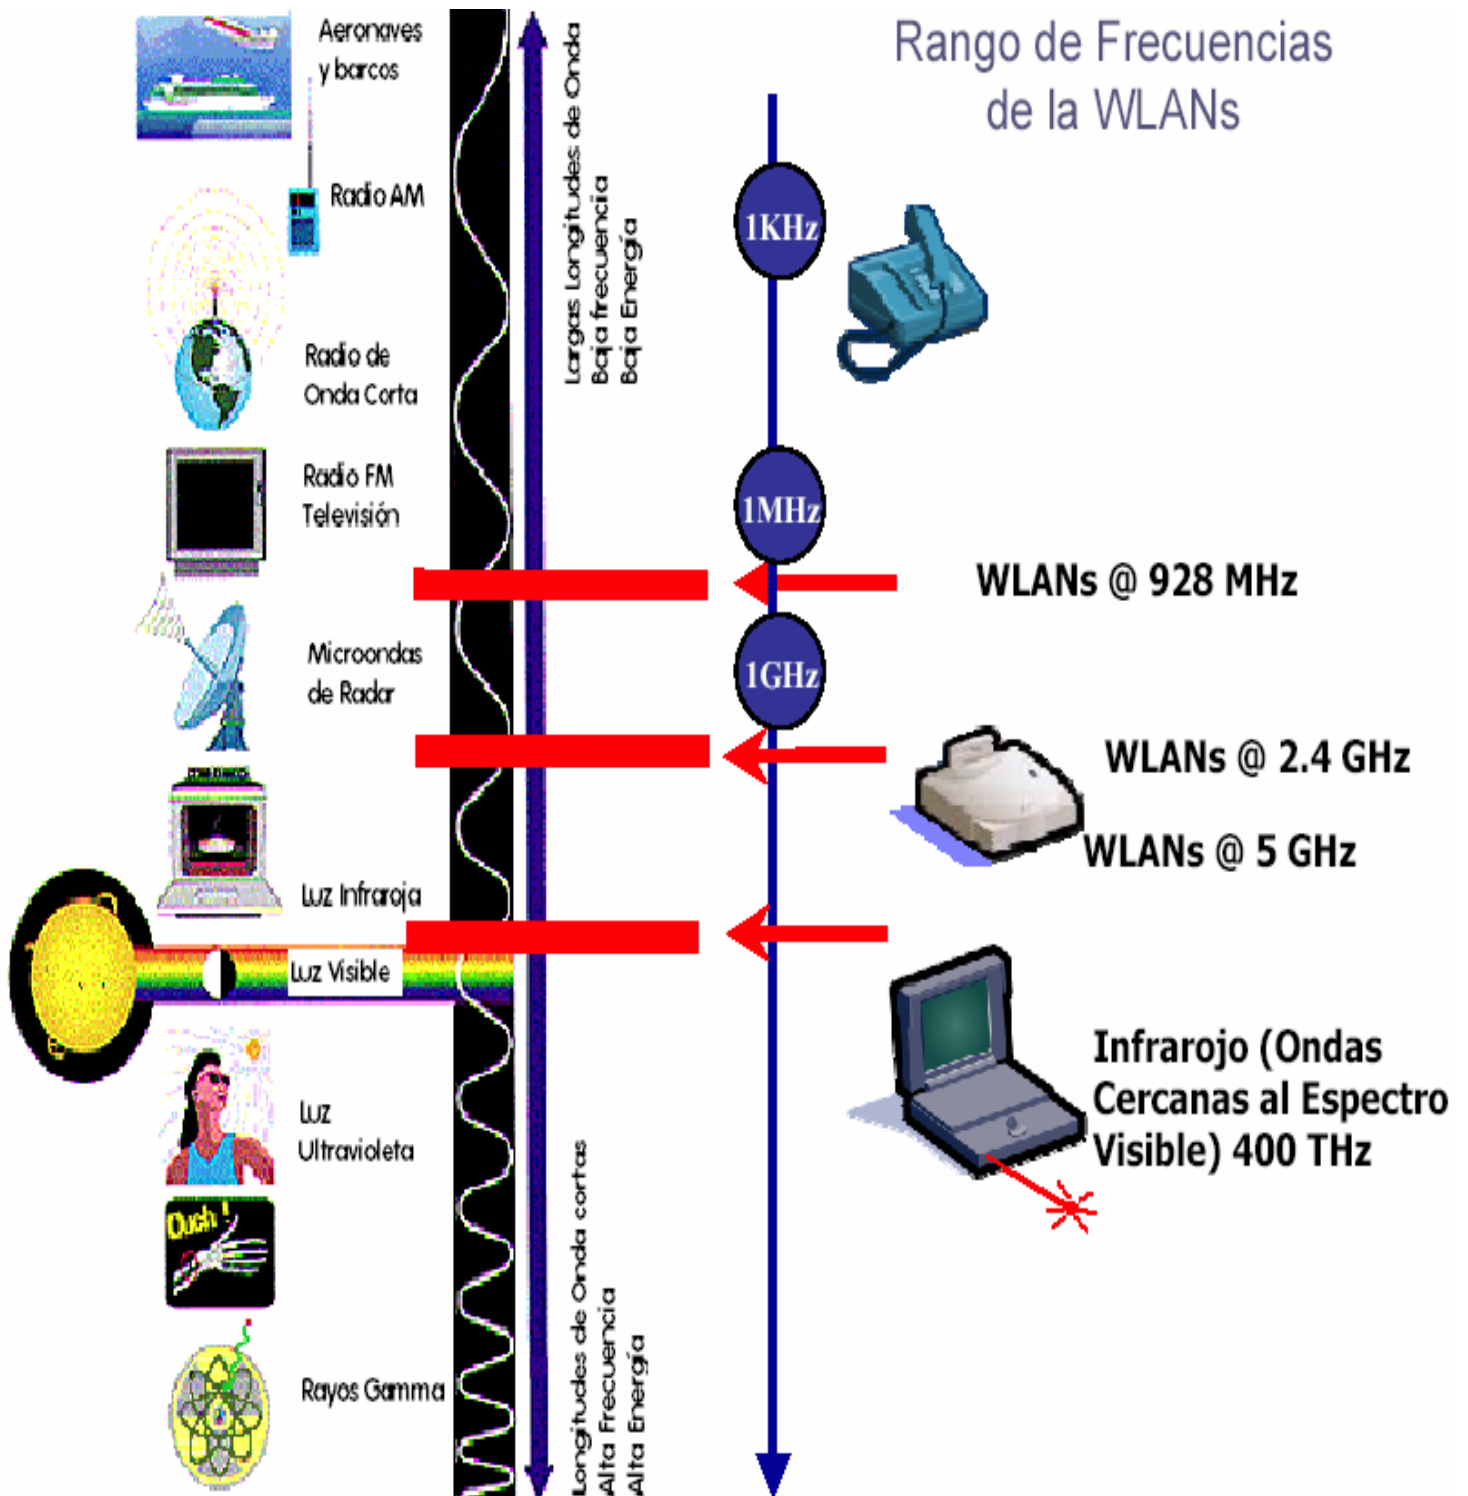 Rango de Frecuencias
de la WLANs
Aeronaves
y barcos
Radio AM
Radio de
Onda Corta
Radio FM
Televisión
Microondas
de Radar
Luz Infraroja
Luz Visible
Luz
Ultravioleta
Ouch !
Rayos Gamma
Largas Longitudes de Onda
Baja frecuencia
Baja Energía
Longitudes de Onda cortas
Alta Frecuencia
Alta Energía
1KHz
1MHz
1GHz
WLANs @ 928 MHz
WLANs @ 2.4 GHz
WLANs @ 5 GHz
Infrarojo (Ondas
Cercanas al Espectro
Visible) 400 THz